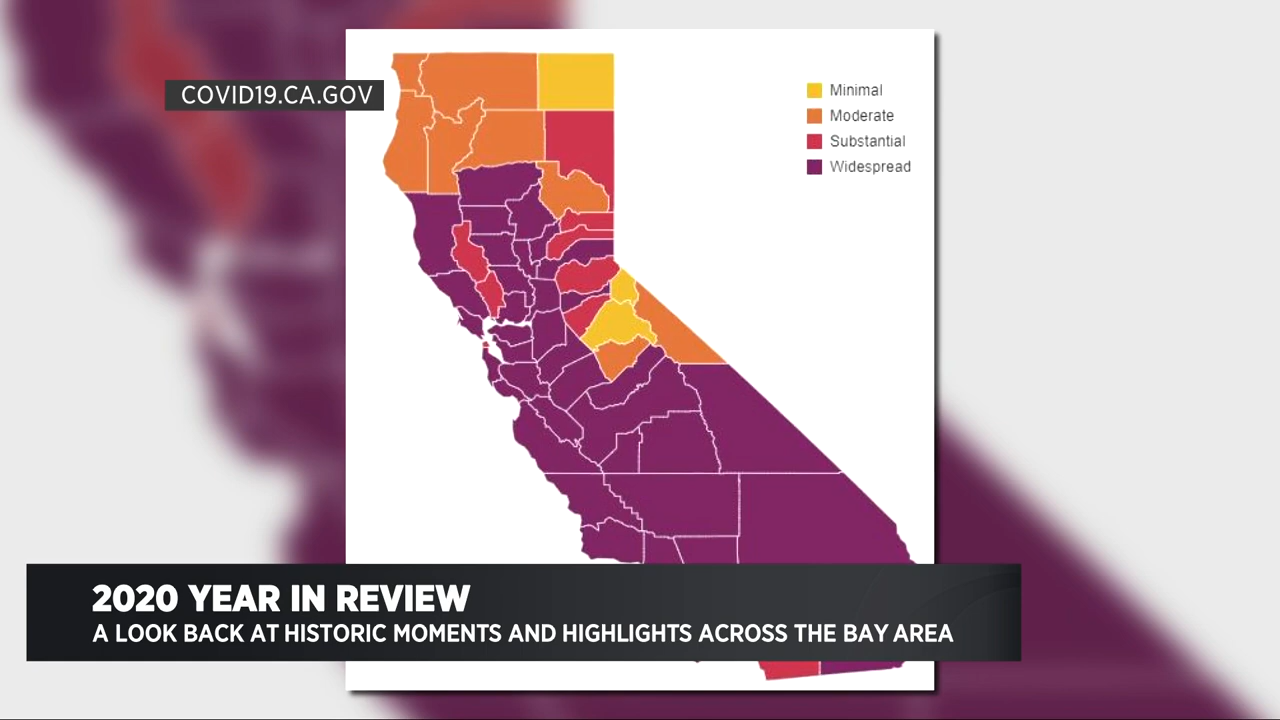 COVID19.CA.GOV
Minimal
Moderate
Substantial
Widespread
2020 YEAR IN REVIEW
A LOOK BACK AT HISTORIC MOMENTS AND HIGHLIGHTS ACROSS THE BAY AREA